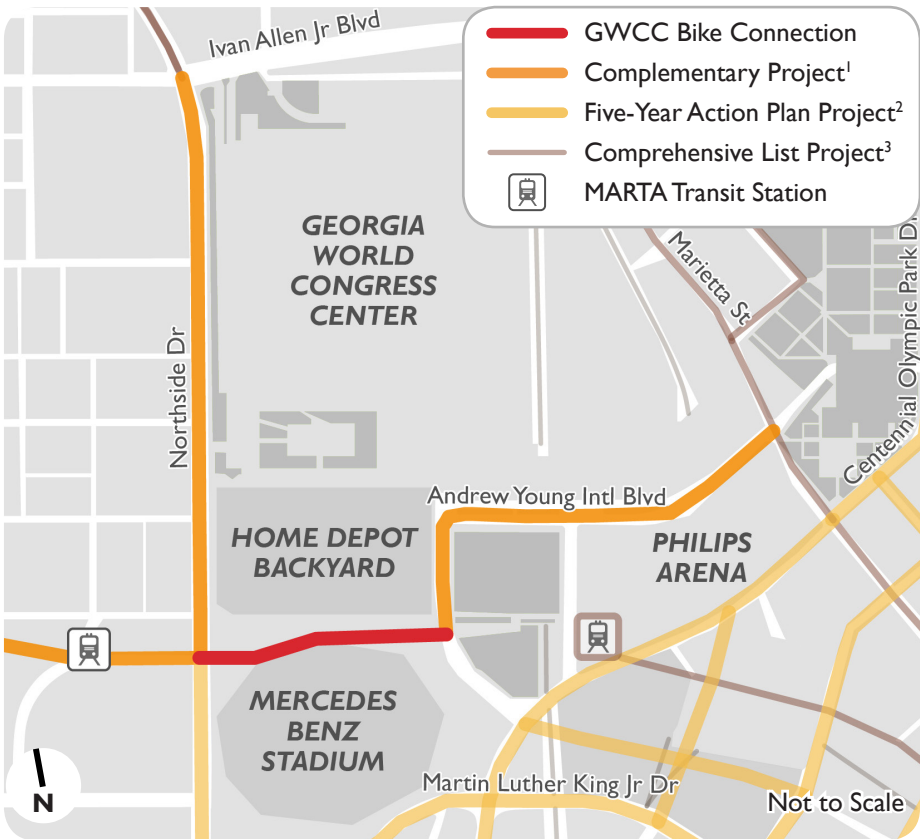 Ivan Allen Jr Blvd
GWCC Bike Connection
Complementary Project¹
Five-Year Action Plan Project²
Comprehensive List Project³
MARTA Transit Station
GEORGIA
WORLD
CONGRESS
CENTER
Marietta St
Centennial Olympic Park Dr
Northside Dr
Andrew Young Intl Blvd
HOME DEPOT
BACKYARD
PHILIPS
ARENA
MERCEDES
BENZ
STADIUM
Martin Luther King Jr Dr
N
Not to Scale